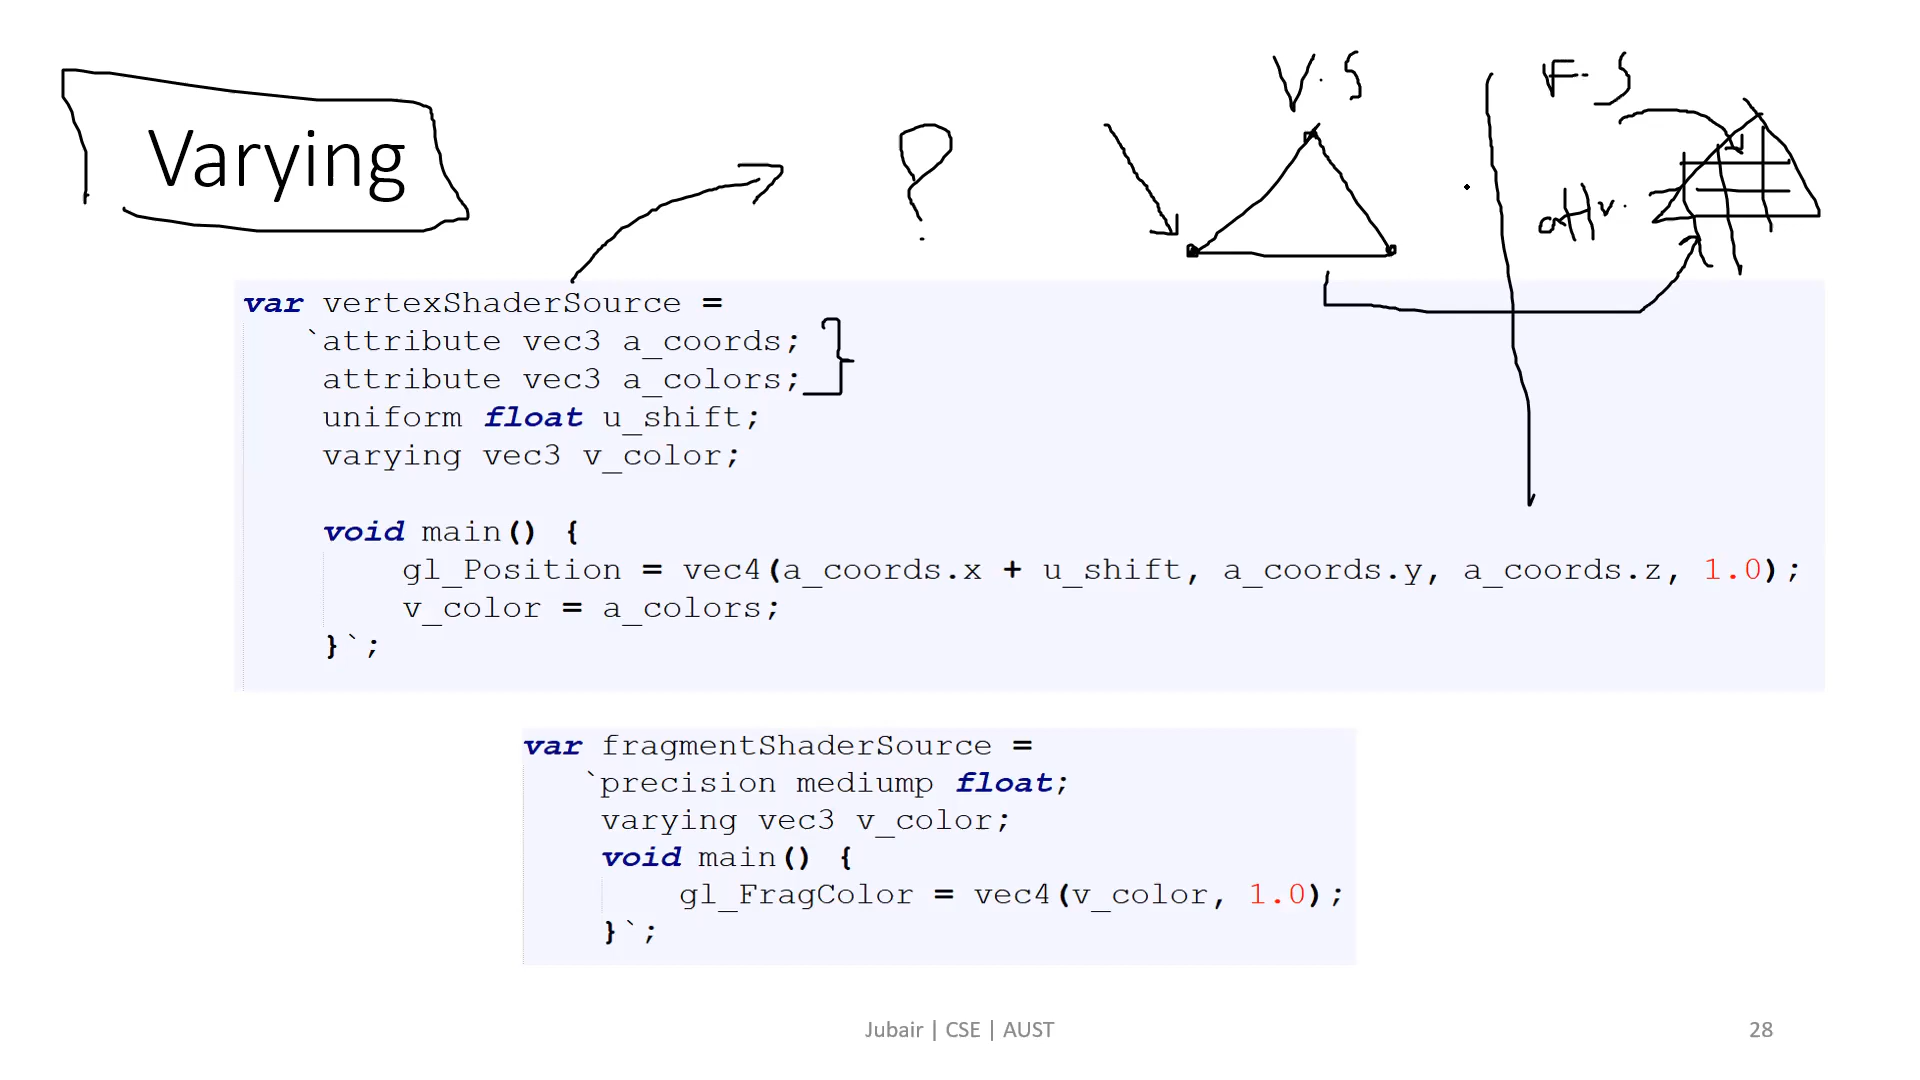 Varying
?
V.S
F.S
attr.
var vertexShaderSource =
`attribute vec3 a_coords;
attribute vec3 a_colors;
uniform float u_shift;
varying vec3 v_color;
void main() {
gl_Position = vec4(a_coords.x + u_shift, a_coords.y, a_coords.z, 1.0);
v_color = a_colors;
}`;
var fragmentShaderSource =
`precision mediump float;
varying vec3 v_color;
void main() {
gl_FragColor = vec4(v_color, 1.0);
}`;
Jubair | CSE | AUST
28